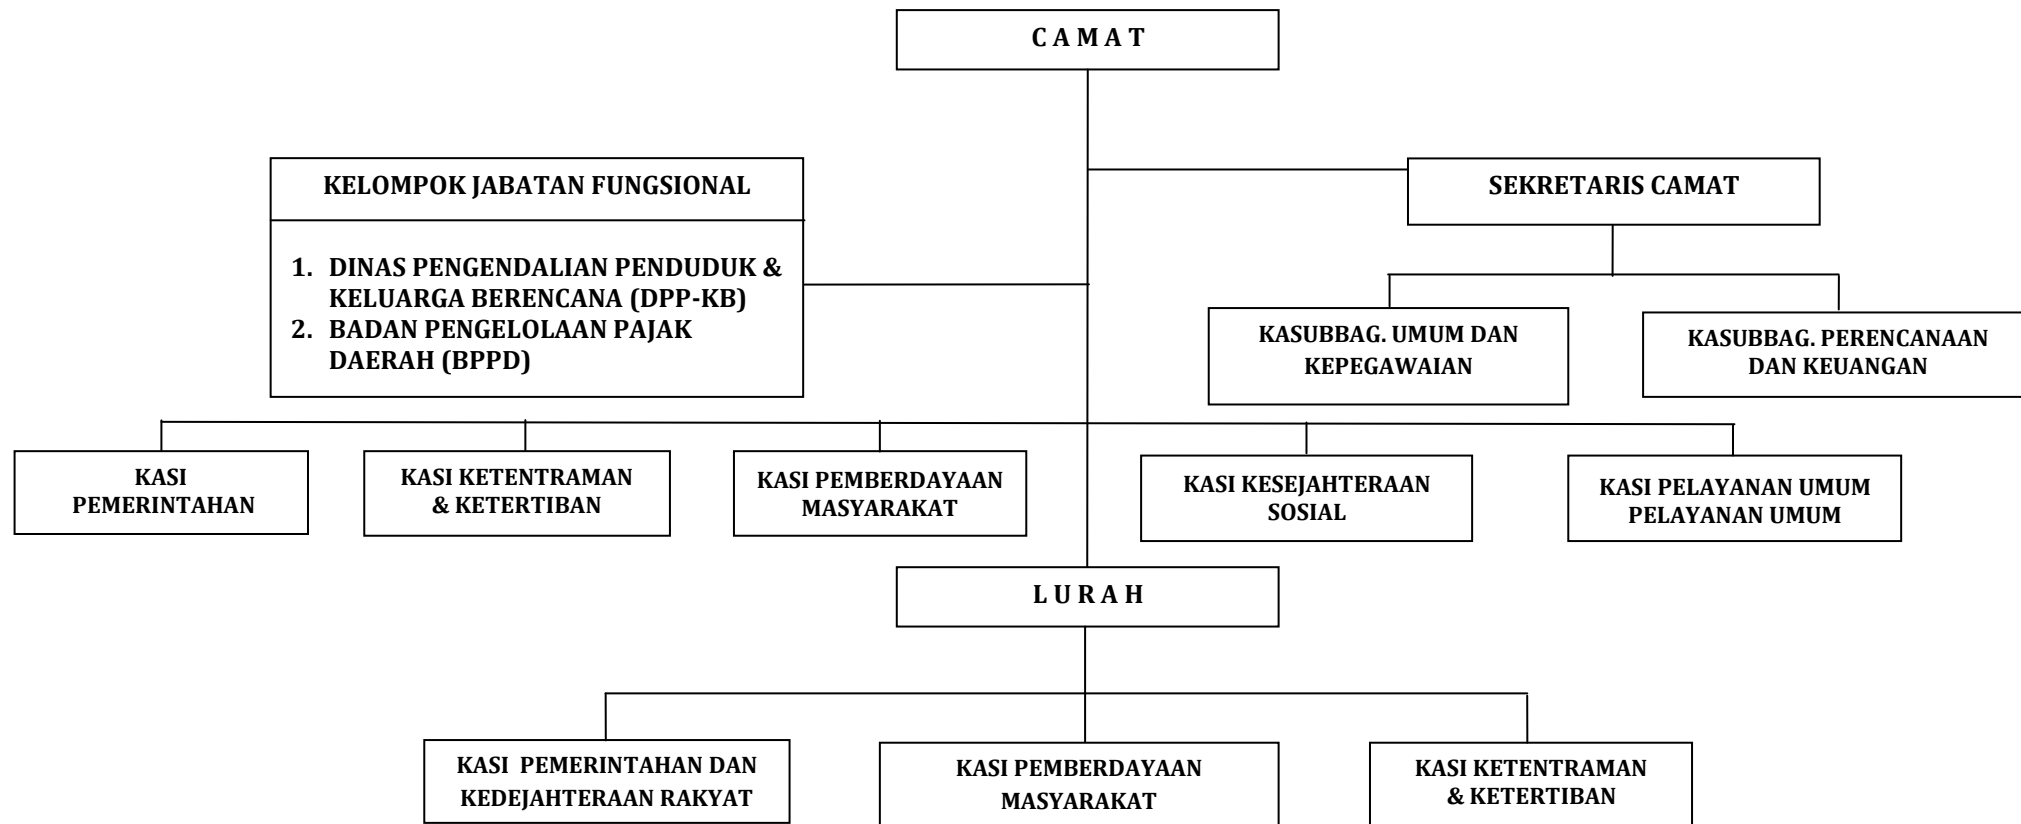 C A M A T
KELOMPOK JABATAN FUNGSIONAL
1. DINAS PENGENDALIAN PENDUDUK &
KELUARGA BERENCANA (DPP-KB)
2. BADAN PENGELOLAAN PAJAK
DAERAH (BPPD)
SEKRETARIS CAMAT
KASUBBAG. UMUM DAN
KEPEGAWAIAN
KASUBBAG. PERENCANAAN
DAN KEUANGAN
KASI
PEMERINTAHAN
KASI KETENTRAMAN
& KETERTIBAN
KASI PEMBERDAYAAN
MASYARAKAT
KASI KESEJAHTERAAN
SOSIAL
KASI PELAYANAN UMUM
PELAYANAN UMUM
L U R A H
KASI PEMERINTAHAN DAN
KEDEJAHTERAAN RAKYAT
KASI PEMBERDAYAAN
MASYARAKAT
KASI KETENTRAMAN
& KETERTIBAN